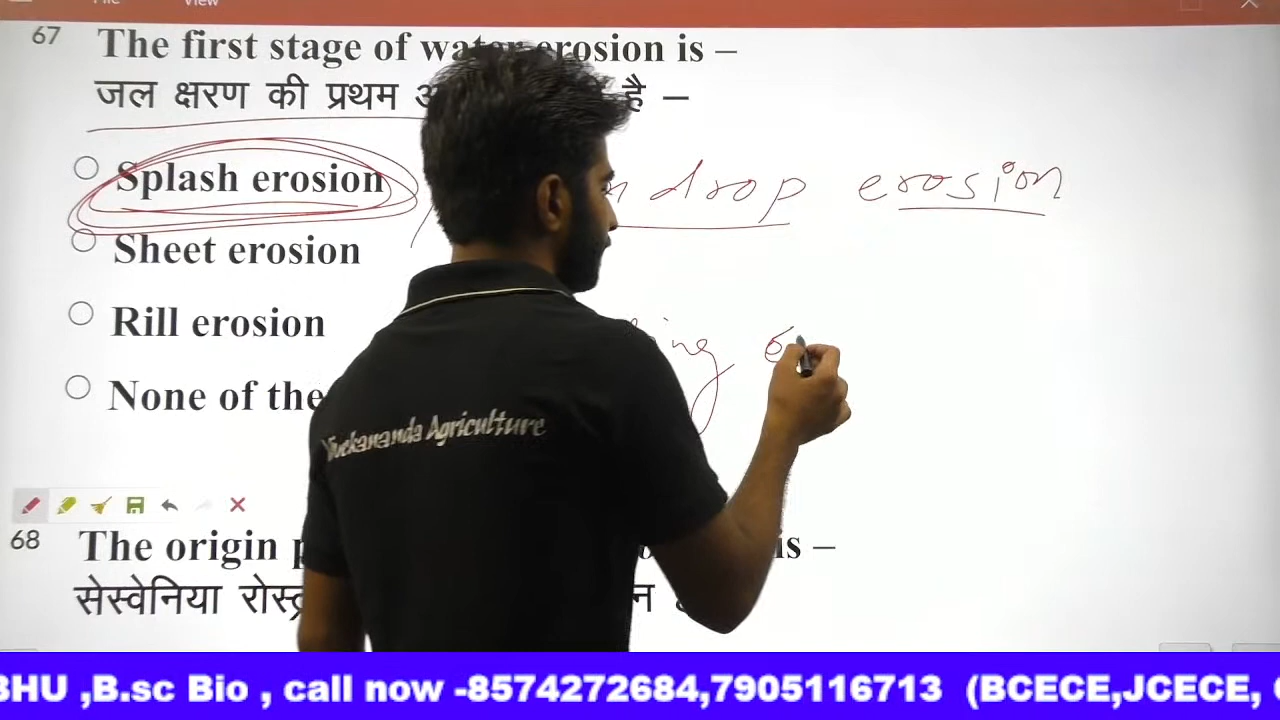 View
67 The first stage of water erosion is –
जल क्षरण की प्रथम है –
Splash erosion
drop erosion
Sheet erosion
Rill erosion
None of the
Vivekananda Agriculture
68 The origin is –
सेस्वेनिया
BHU ,B.sc Bio , call now -8574272684,7905116713 (BCECE,JCECE,